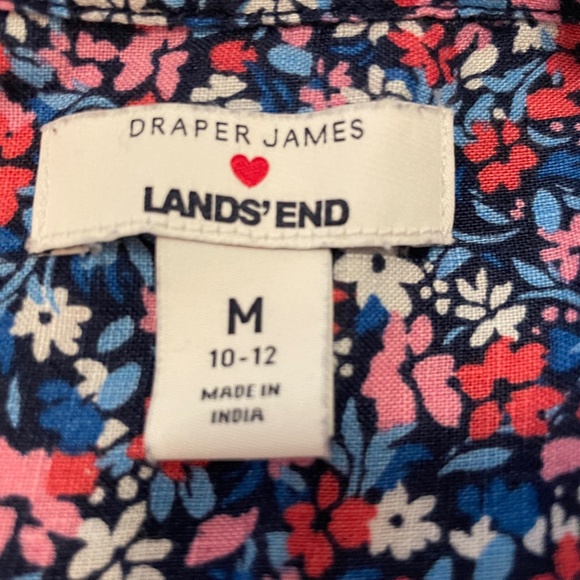 DRAPER JAMES
LANDS' END
M
10-12
MADE IN
INDIA